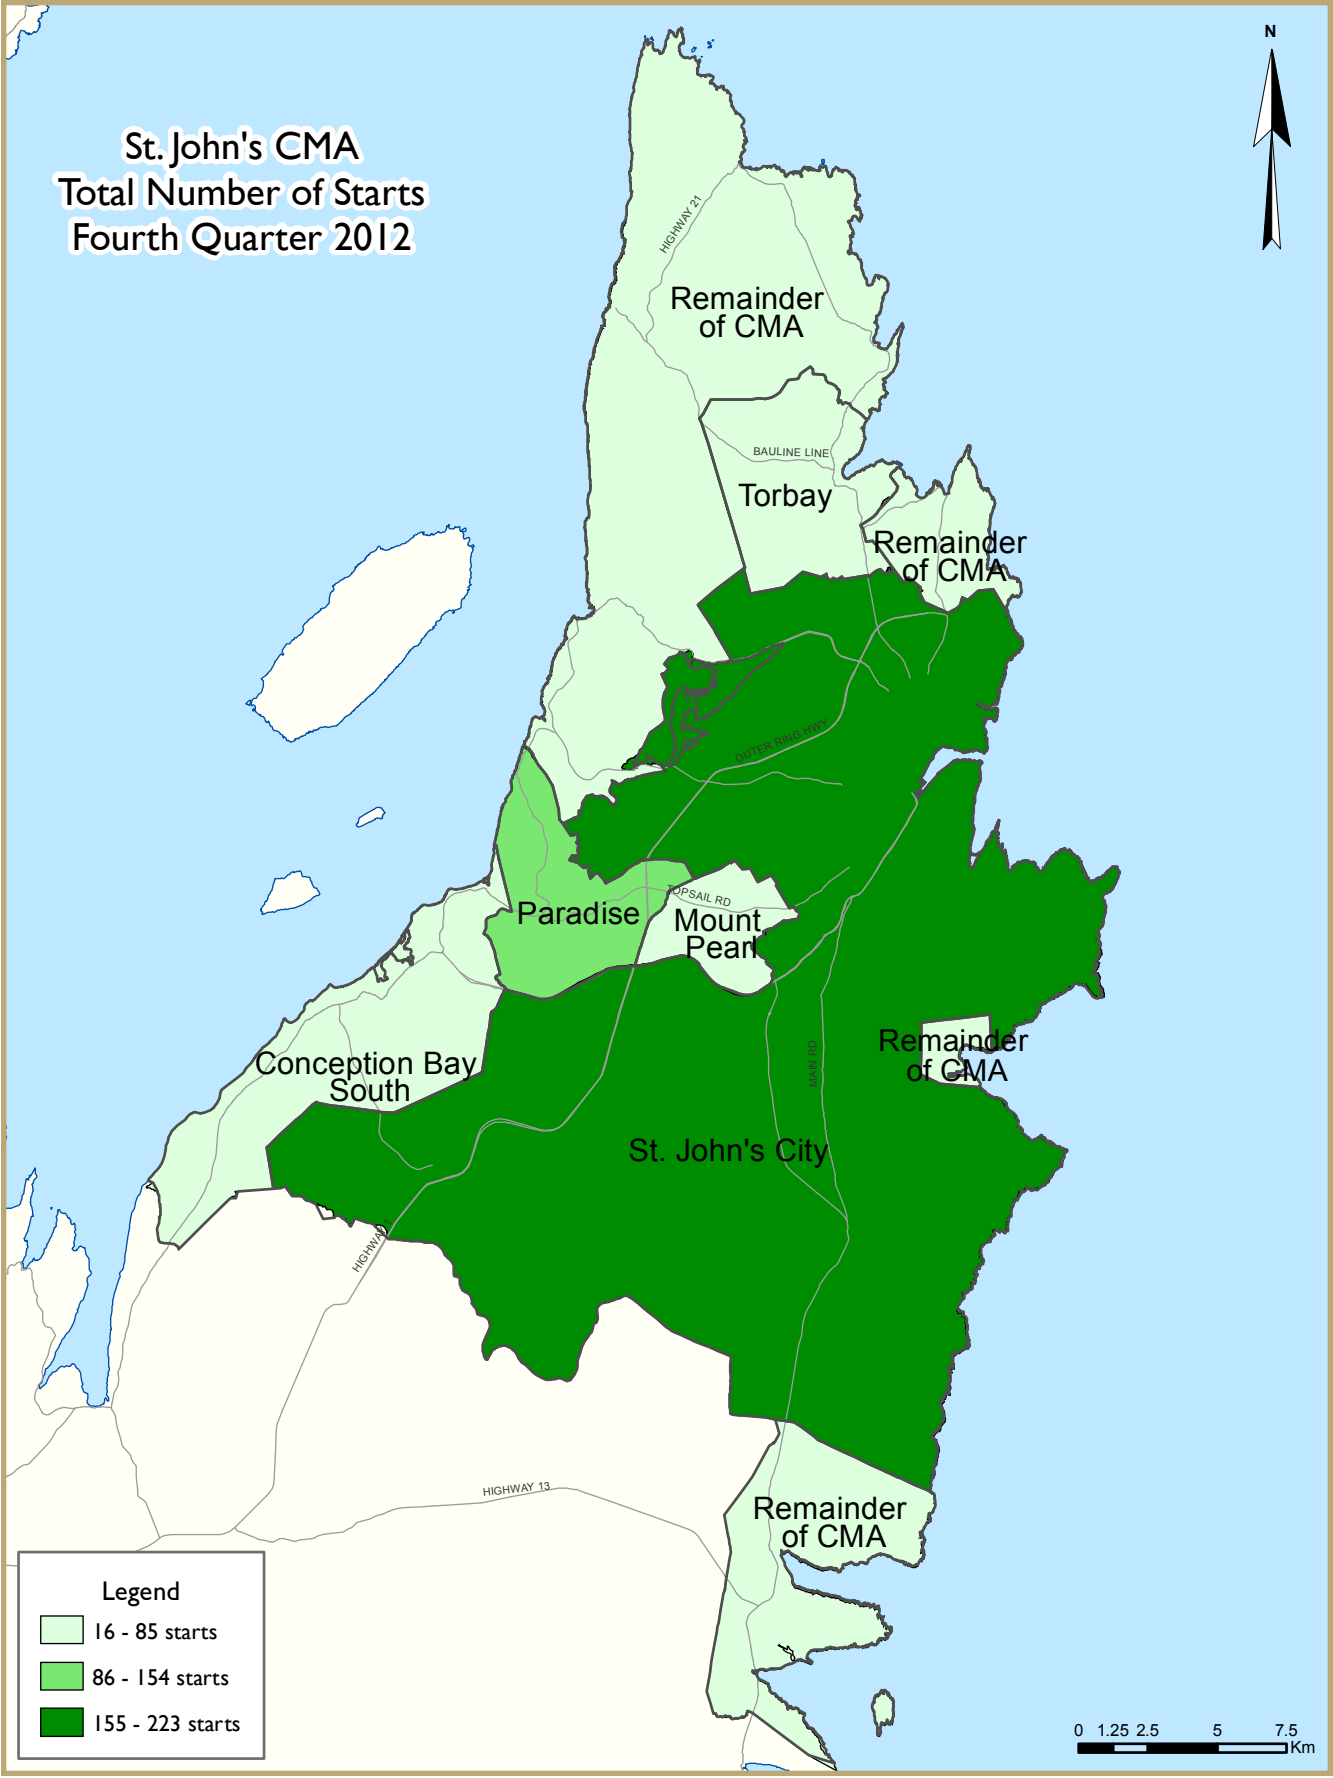 N
St. John's CMA
Total Number of Starts
Fourth Quarter 2012
HIGHWAY 21
Remainder
of CMA
BAULINE LINE
Torbay
Remainder
of CMA
OUTER RING HWY
TOPSAIL RD
Paradise
Mount
Pearl
Remainder
of CMA
MAIN RD
Conception Bay
South
St. John's City
HIGHWAY 1
HIGHWAY 13
Remainder
of CMA
Legend
16 - 85 starts
86 - 154 starts
155 - 223 starts
0 1.25 2.5 5 7.5
Km